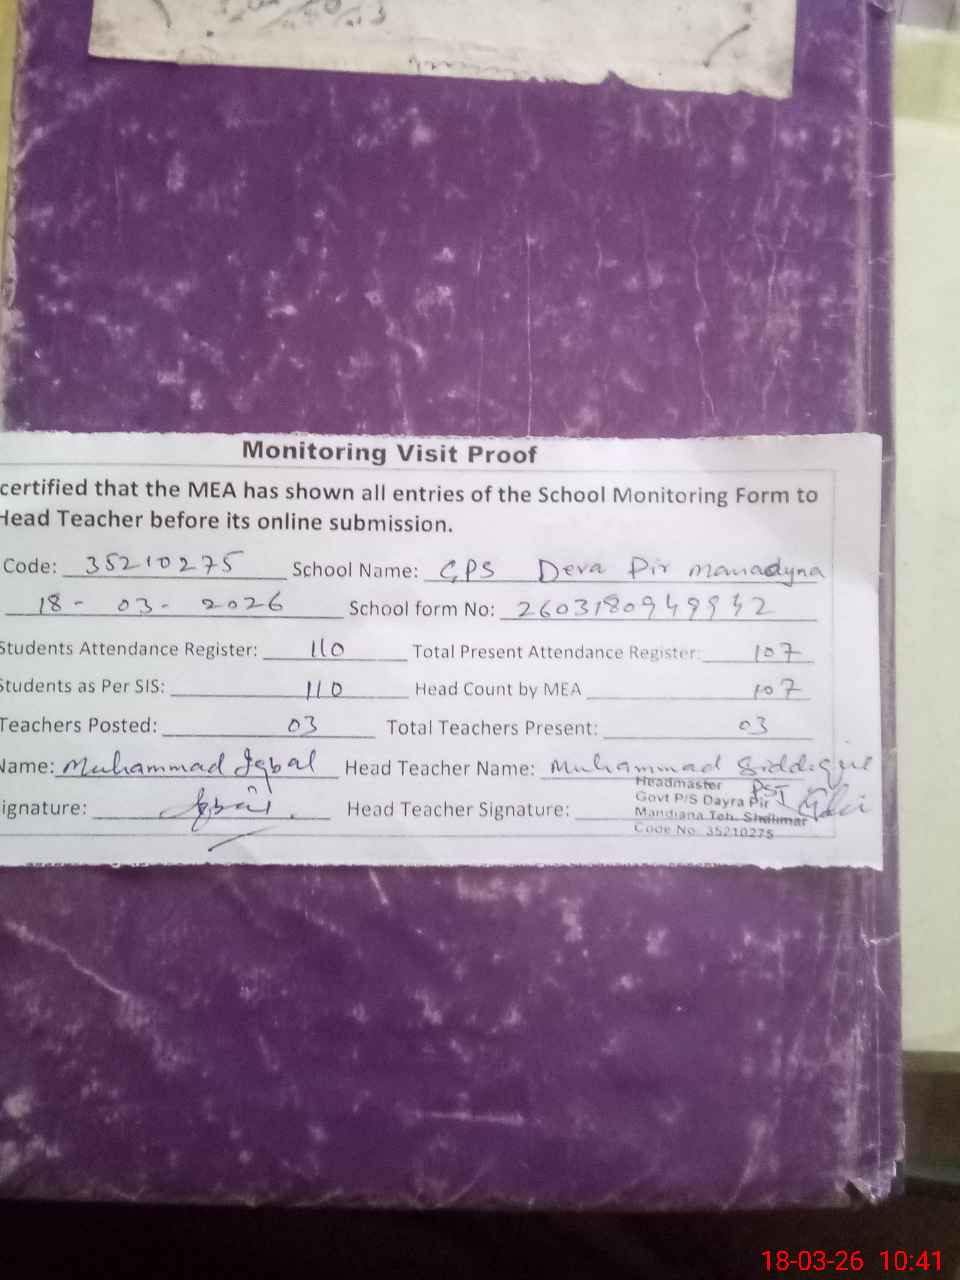 Monitoring Visit Proof
certified that the MEA has shown all entries of the School Monitoring Form to
Head Teacher before its online submission.
Code: 35210275 School Name: GPS Dera Pir manadyna
18 - 03 - 2026 School form No: 2603180949942
Students Attendance Register: 110 Total Present Attendance Register: 107
Students as Per SIS: 110 Head Count by MEA 107
Teachers Posted: 03 Total Teachers Present: 03
Name: Muhammad Iqbal Head Teacher Name: Muhammad Siddique
ignature: Iqbal Head Teacher Signature:
Headmaster PST
Govt P/S Dayra Pir
Mandiana Teh. Shalimar
Code No. 35210275
18-03-26 10:41